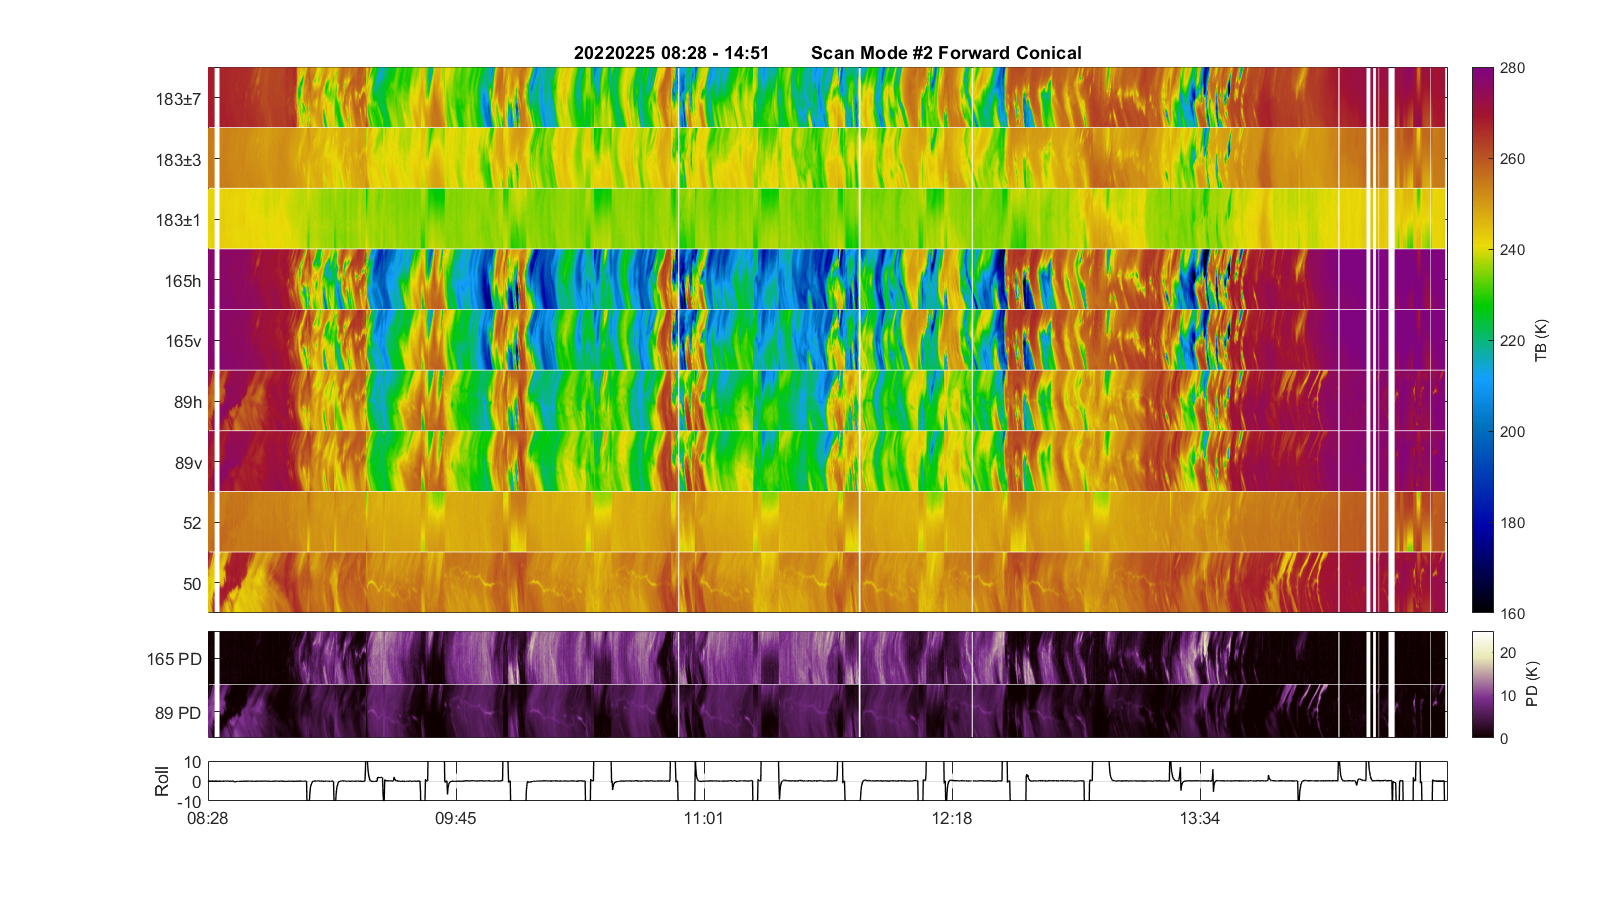 20220225 08:28 - 14:51 Scan Mode #2 Forward Conical
183±7
183±3
183±1
165h
165v
89h
89v
52
50
280
260
240
220
200
180
160
TB (K)
165 PD
89 PD
20
10
0
PD (K)
Roll
10
0
-10
08:28
09:45
11:01
12:18
13:34